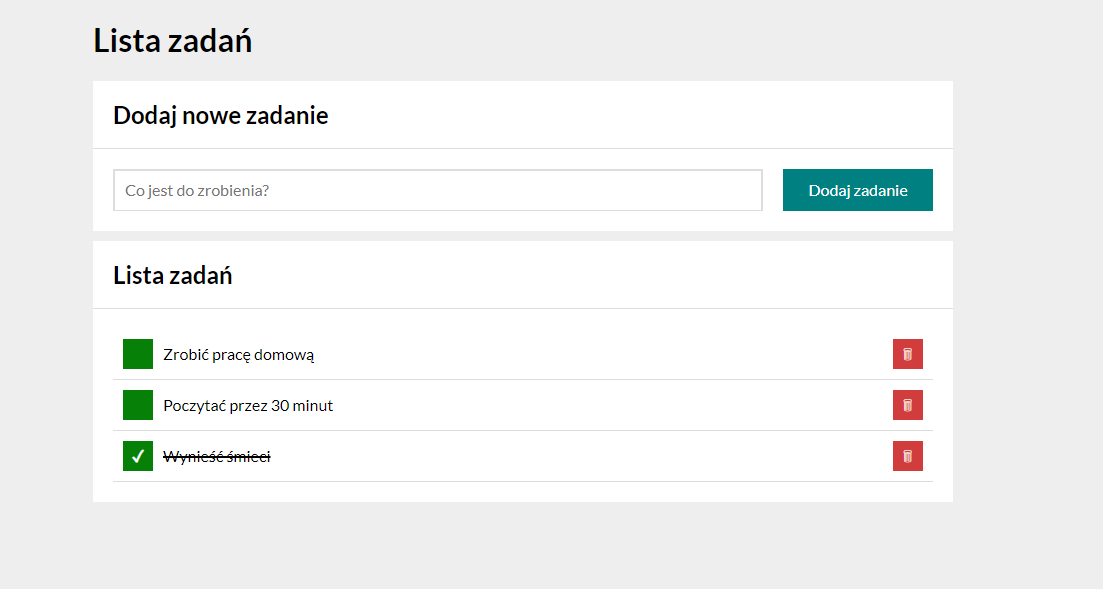 Lista zadań
Dodaj nowe zadanie
Co jest do zrobienia?
Dodaj zadanie
Lista zadań
Zrobić pracę domową
Poczytać przez 30 minut
Wynieść śmieci